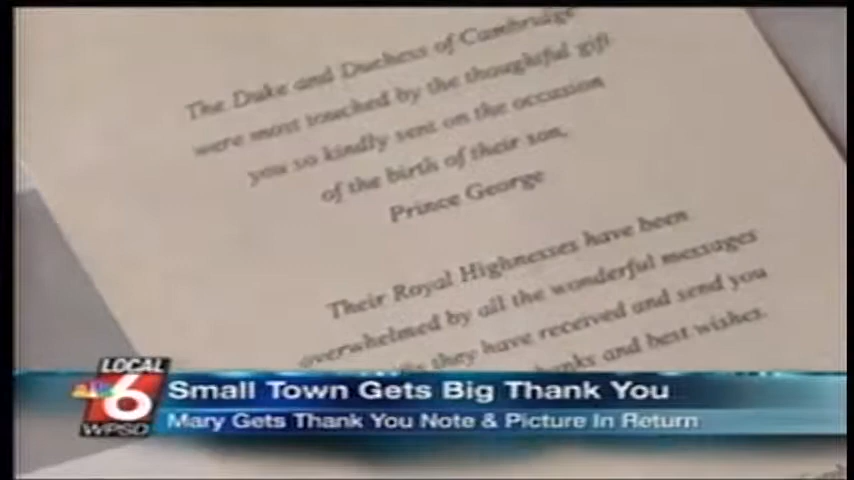 The Duke and Duchess of Cambridge
were most touched by the thoughtful gift
you so kindly sent on the occasion
of the birth of their son,
Prince George
Their Royal Highnesses have been
overwhelmed by all the wonderful messages
they have received and send you
and best wishes.
LOCAL
6
WPSD
Small Town Gets Big Thank You
Mary Gets Thank You Note & Picture In Return